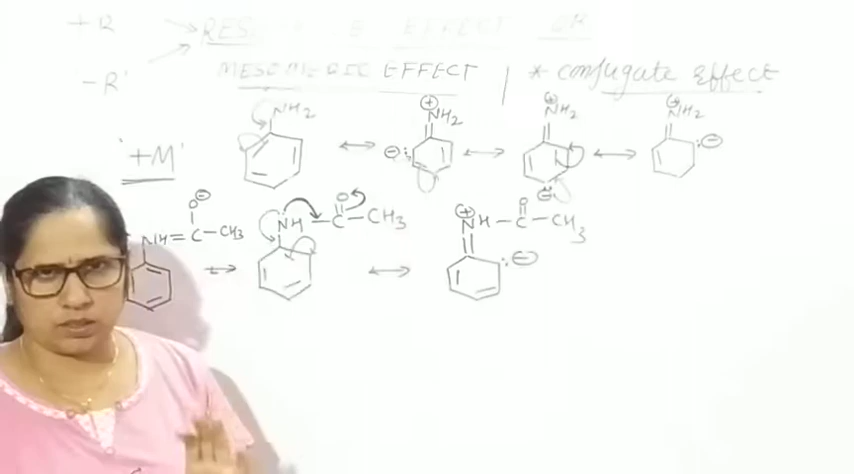 +R
-R'
MESOMERIC EFFECT | * conjugate effect
'+M'
NH2 ↔ ⊕ NH2 ⊖ ↔ ⊕ NH2 ⊖ ↔ ⊕ NH2 ⊖
O⊖ NH=C-CH3 ↔ NH-C-CH3 O ↔ ⊕ NH-C-CH3 O ⊖